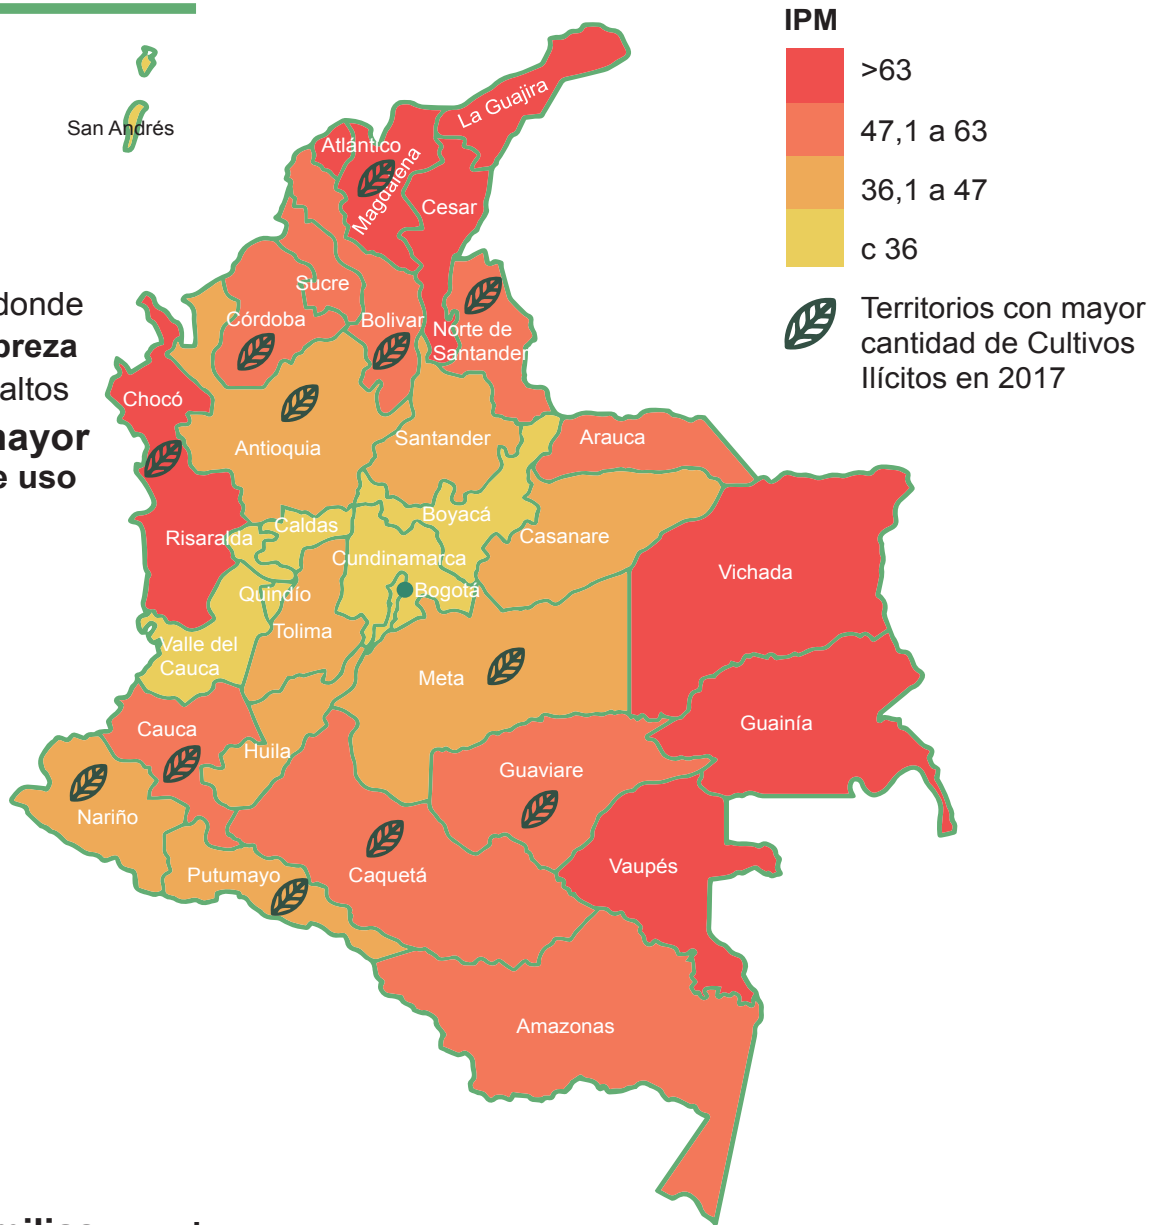 IPM
>63
47,1 a 63
36,1 a 47
c 36
Territorios con mayor
cantidad de Cultivos
Ilícitos en 2017
San Andrés
donde
breza
altos
mayor
e uso
La Guajira
Atlántico
Magdalena
Cesar
Sucre
Córdoba
Bolivar
Norte de
Santander
Chocó
Antioquia
Santander
Arauca
Risaralda
Caldas
Boyacá
Casanare
Cundinamarca
Vichada
Quindío
Bogotá
Tolima
Valle del
Cauca
Meta
Cauca
Huila
Guainía
Guaviare
Nariño
Putumayo
Caquetá
Vaupés
Amazonas